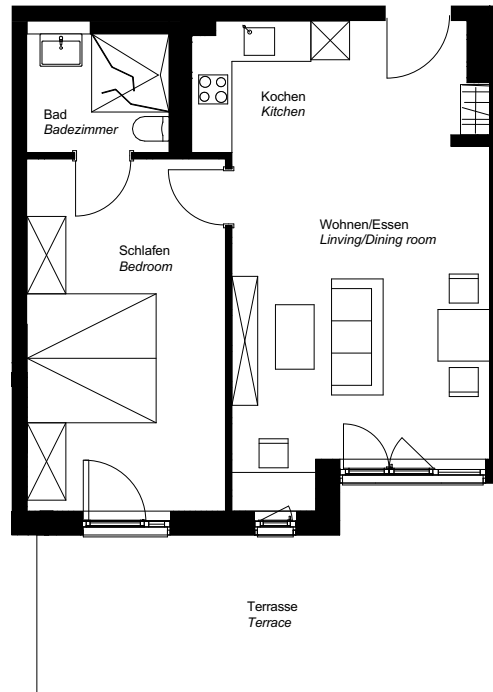 Kochen
Kitchen
Bad
Badezimmer
Wohnen/Essen
Linving/Dining room
Schlafen
Bedroom
Terrasse
Terrace